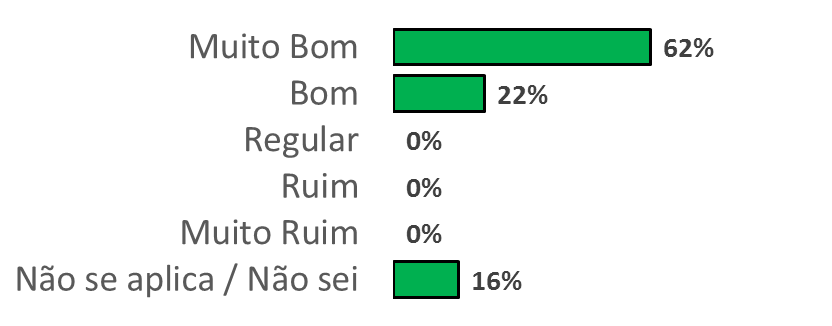 Muito Bom 62%
Bom 22%
Regular 0%
Ruim 0%
Muito Ruim 0%
Não se aplica / Não sei 16%